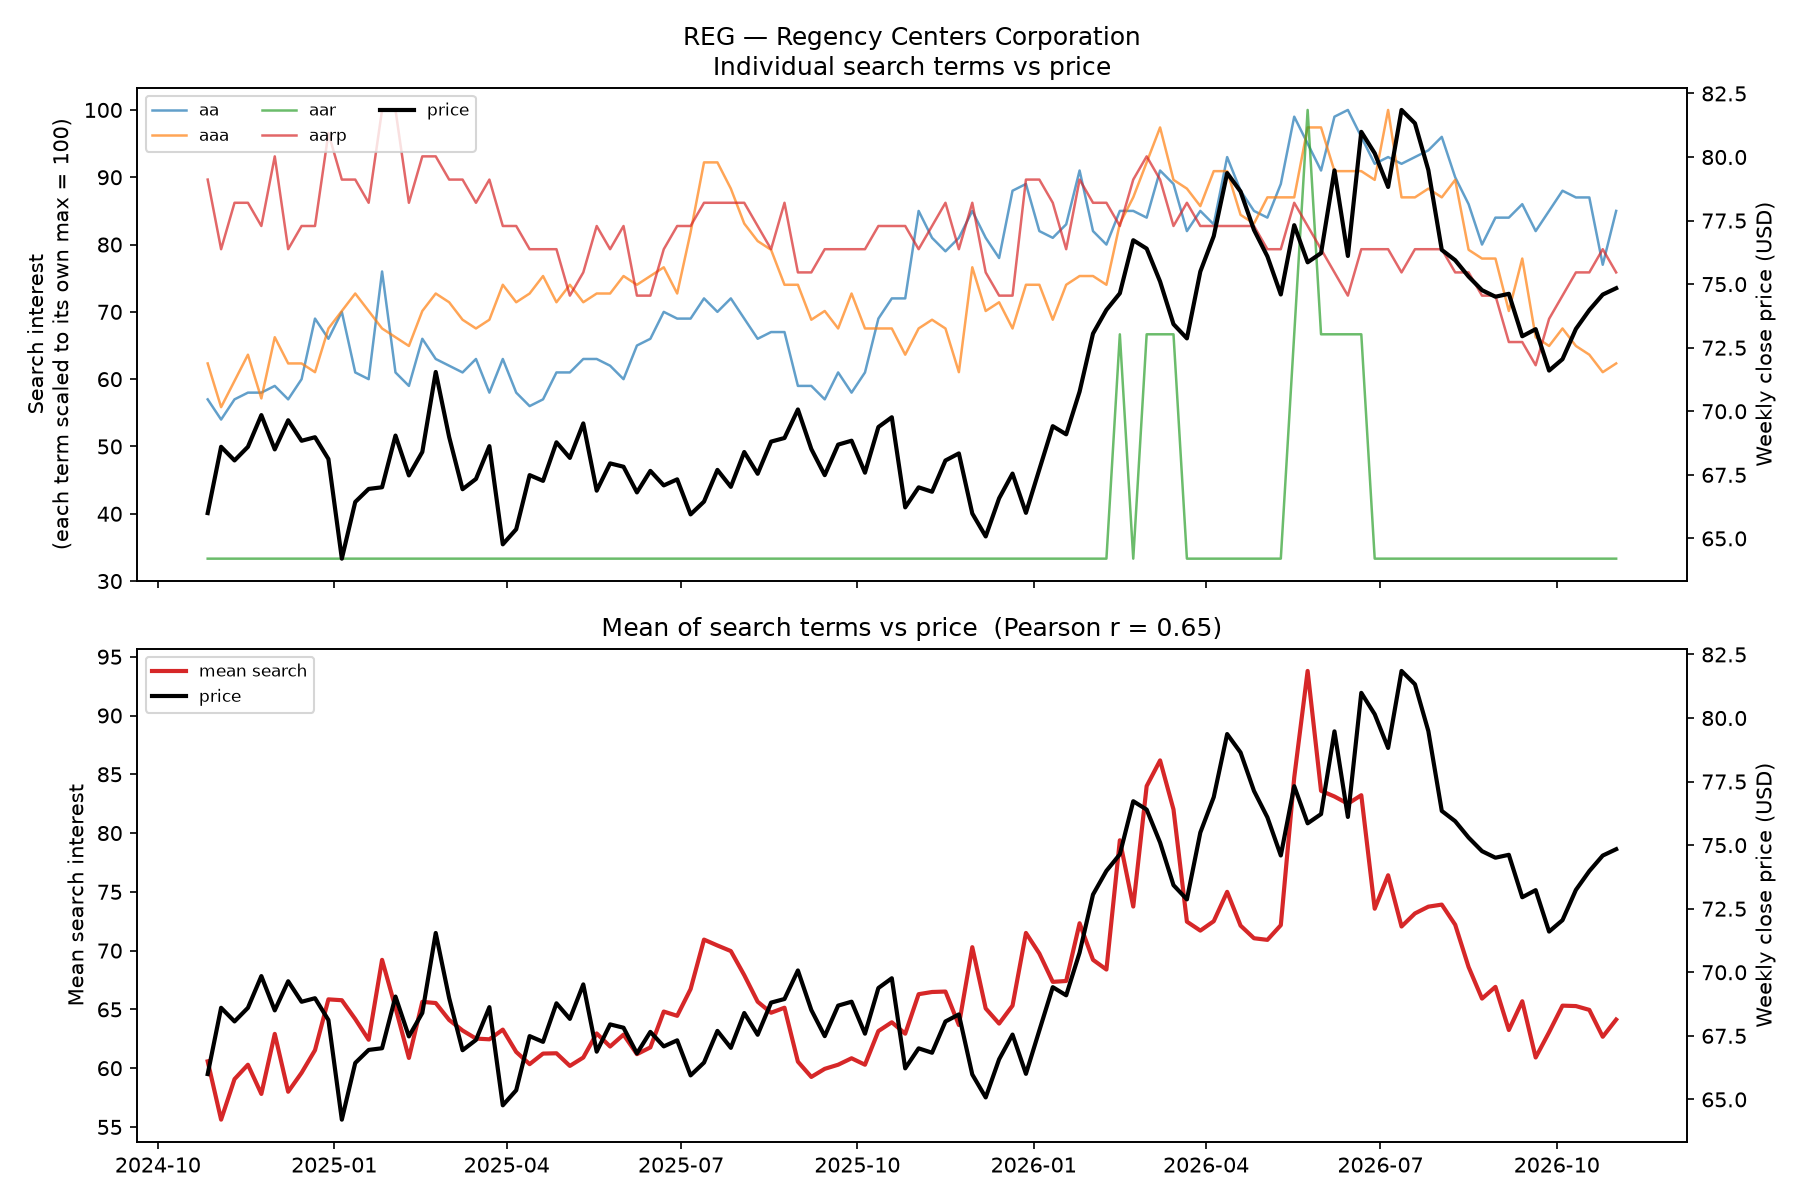 REG — Regency Centers Corporation
Individual search terms vs price
aa
aaa
aar
aarp
price
Search interest
(each term scaled to its own max = 100)
100
90
80
70
60
50
40
30
82.5
80.0
77.5
75.0
72.5
70.0
67.5
65.0
Weekly close price (USD)
Mean of search terms vs price (Pearson r = 0.65)
mean search
price
Mean search interest
95
90
85
80
75
70
65
60
55
82.5
80.0
77.5
75.0
72.5
70.0
67.5
65.0
Weekly close price (USD)
2024-10
2025-01
2025-04
2025-07
2025-10
2026-01
2026-04
2026-07
2026-10